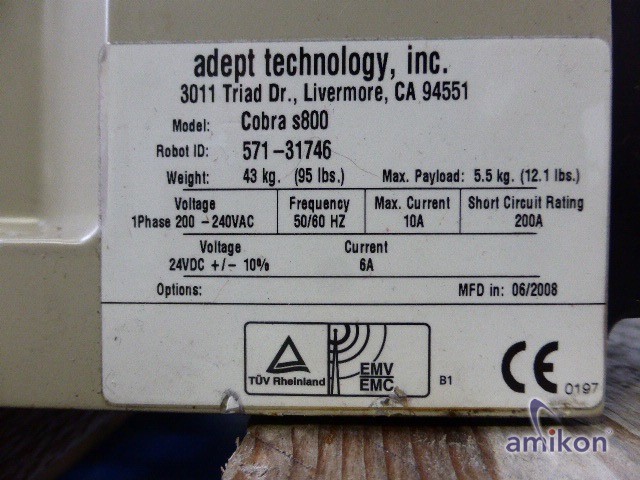 adept technology, inc.
3011 Triad Dr., Livermore, CA 94551
Model: Cobra s800
Robot ID: 571-31746
Weight: 43 kg. (95 lbs.) Max. Payload: 5.5 kg. (12.1 lbs.)
Voltage Frequency Max. Current Short Circuit Rating
1Phase 200 -240VAC 50/60 HZ 10A 200A
Voltage Current
24VDC +/- 10% 6A
Options: MFD in: 06/2008
TÜV Rheinland EMV
EMC
B1
CE 0197
amikon